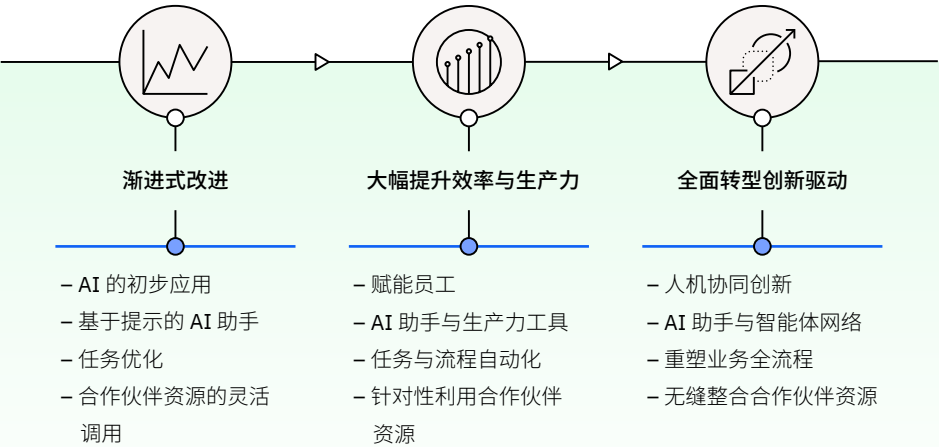 渐进式改进
– AI 的初步应用
– 基于提示的 AI 助手
– 任务优化
– 合作伙伴资源的灵活
调用
大幅提升效率与生产力
– 赋能员工
– AI 助手与生产力工具
– 任务与流程自动化
– 针对性利用合作伙伴
资源
全面转型创新驱动
– 人机协同创新
– AI 助手与智能体网络
– 重塑业务全流程
– 无缝整合合作伙伴资源